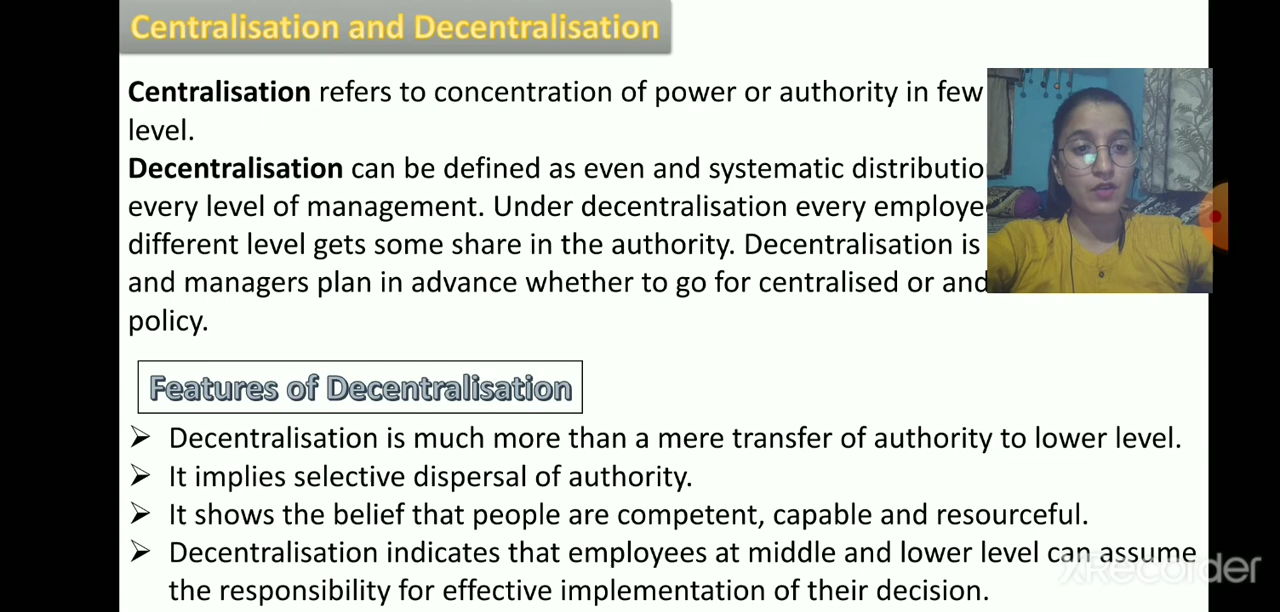 Centralisation and Decentralisation
Centralisation refers to concentration of power or authority in few
level.
Decentralisation can be defined as even and systematic distributio
every level of management. Under decentralisation every employe
different level gets some share in the authority. Decentralisation is
and managers plan in advance whether to go for centralised or and
policy.
Features of Decentralisation
➢ Decentralisation is much more than a mere transfer of authority to lower level.
➢ It implies selective dispersal of authority.
➢ It shows the belief that people are competent, capable and resourceful.
➢ Decentralisation indicates that employees at middle and lower level can assume
the responsibility for effective implementation of their decision.
XRecorder